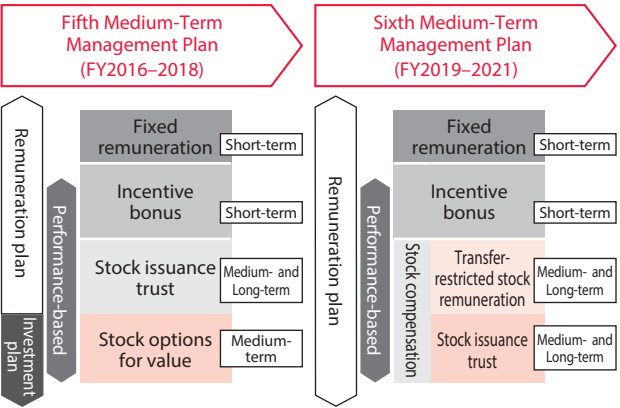 Fifth Medium-Term
Management Plan
(FY2016–2018)
Remuneration plan
Investment
plan
Performance-based
Fixed
remuneration
Short-term
Incentive
bonus
Short-term
Stock issuance
trust
Medium- and
Long-term
Stock options
for value
Medium-
term
Sixth Medium-Term
Management Plan
(FY2019–2021)
Remuneration plan
Performance-based
Fixed
remuneration
Short-term
Incentive
bonus
Short-term
Stock compensation
Transfer-
restricted stock
remuneration
Medium- and
Long-term
Stock issuance
trust
Medium- and
Long-term